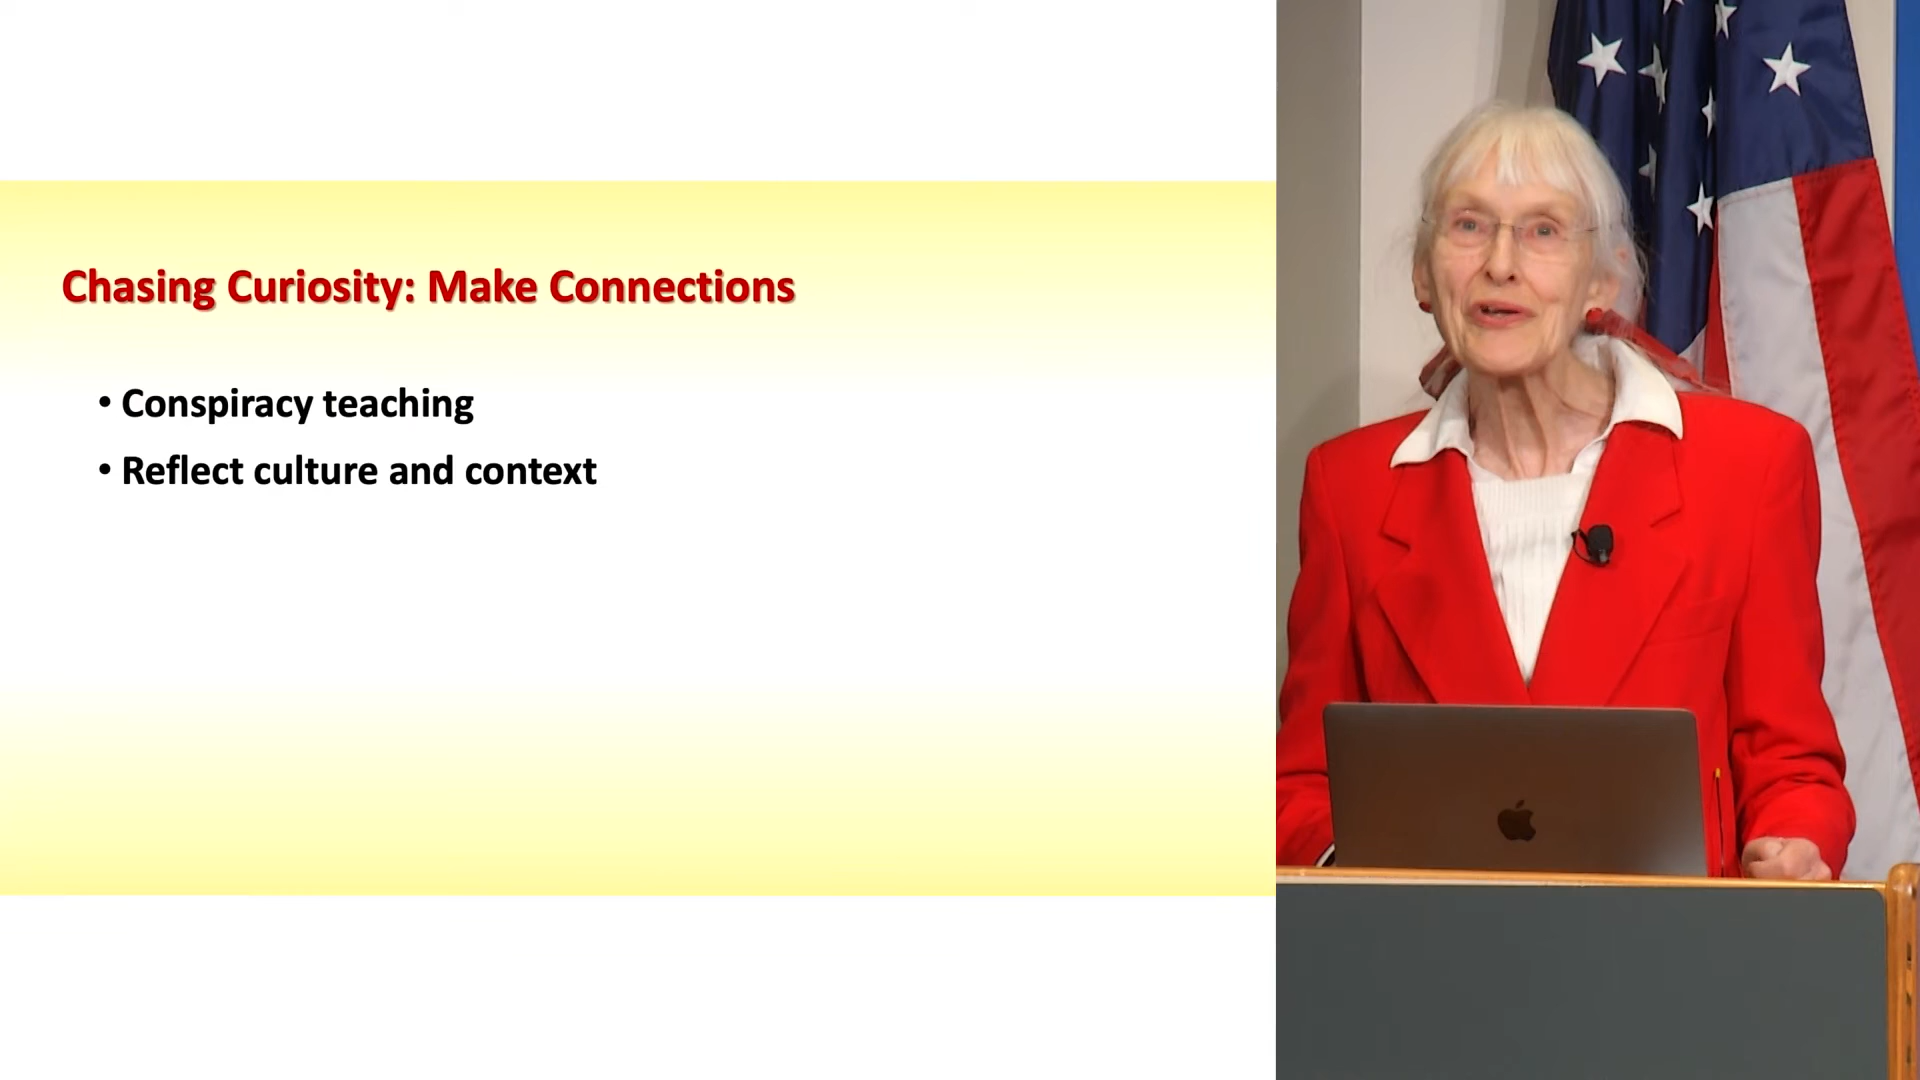 Chasing Curiosity: Make Connections
• Conspiracy teaching
• Reflect culture and context